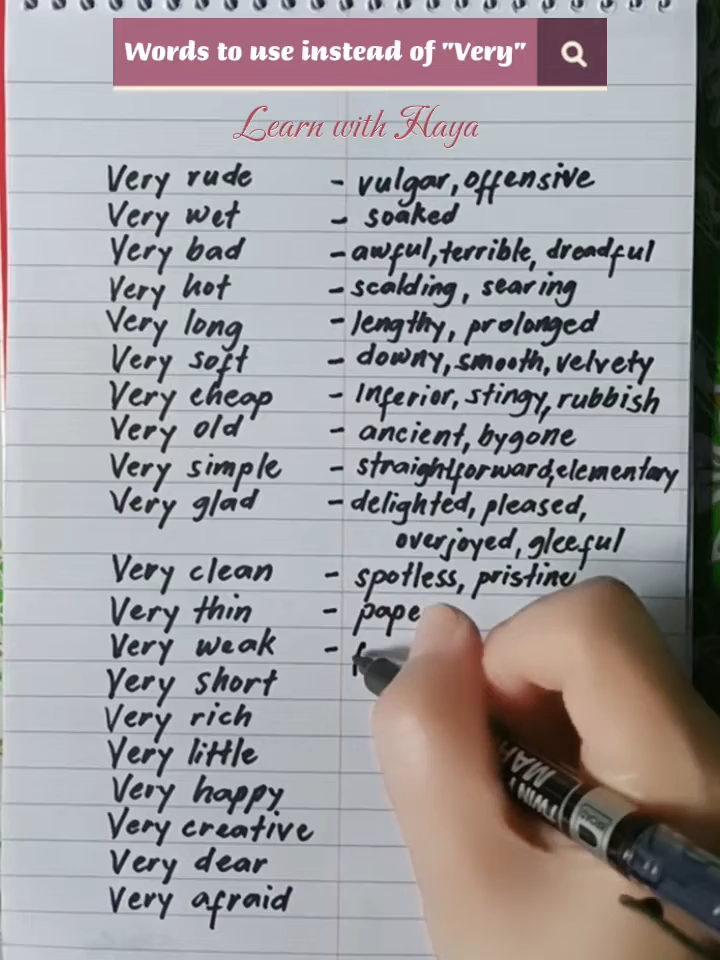 Words to use instead of "Very"
Learn with Haya
Very rude - vulgar, offensive
Very wet - soaked
Very bad - awful, terrible, dreadful
Very hot - scalding, searing
Very long - lengthy, prolonged
Very soft - downy, smooth, velvety
Very cheap - Inferior, stingy, rubbish
Very old - ancient, bygone
Very simple - straightforward, elementary
Very glad - delighted, pleased,
overjoyed, gleeful
Very clean - spotless, pristine
Very thin - pape
Very weak - f
Very short
Very rich
Very little
Very happy
Very creative
Very dear
Very afraid